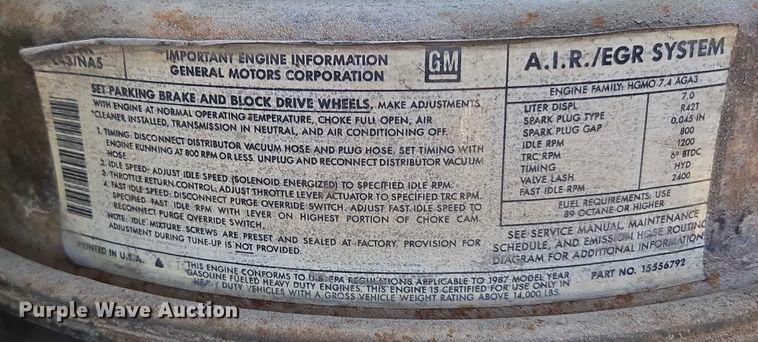 L43/NA5
IMPORTANT ENGINE INFORMATION
GENERAL MOTORS CORPORATION
GM
SET PARKING BRAKE AND BLOCK DRIVE WHEELS. MAKE ADJUSTMENTS
WITH ENGINE AT NORMAL OPERATING TEMPERATURE, CHOKE FULL OPEN, AIR
CLEANER INSTALLED, TRANSMISSION IN NEUTRAL, AND AIR CONDITIONING OFF.
1. TIMING: DISCONNECT DISTRIBUTOR VACUUM HOSE AND PLUG HOSE. SET TIMING WITH
ENGINE RUNNING AT 800 RPM OR LESS. UNPLUG AND RECONNECT DISTRIBUTOR VACUUM
HOSE.
2. IDLE SPEED: ADJUST IDLE SPEED (SOLENOID ENERGIZED) TO SPECIFIED IDLE RPM.
3. THROTTLE RETURN CONTROL: ADJUST THROTTLE LEVER ACTUATOR TO SPECIFIED TRC RPM.
4. FAST IDLE SPEED: DISCONNECT PURGE OVERRIDE SWITCH. ADJUST FAST IDLE SPEED TO
SPECIFIED FAST IDLE RPM WITH LEVER ON HIGHEST PORTION OF CHOKE CAM.
RECONNECT PURGE OVERRIDE SWITCH.
NOTE: IDLE MIXTURE SCREWS ARE PRESET AND SEALED AT FACTORY. PROVISION FOR
ADJUSTMENT DURING TUNE-UP IS NOT PROVIDED.
PRINTED IN U.S.A.
THIS ENGINE CONFORMS TO U.S. EPA REGULATIONS APPLICABLE TO 1987 MODEL YEAR
GASOLINE FUELED HEAVY DUTY ENGINES. THIS ENGINE IS CERTIFIED FOR USE ONLY IN
HEAVY DUTY VEHICLES WITH A GROSS VEHICLE WEIGHT RATING ABOVE 14,000 LBS.
A.I.R./EGR SYSTEM
ENGINE FAMILY: HGM0 7.4 AGA3
LITER DISPL 7.0
SPARK PLUG TYPE R42T
SPARK PLUG GAP 0.045 IN
IDLE RPM 800
TRC RPM 1200
TIMING 6° BTDC
VALVE LASH HYD
FAST IDLE RPM 2400
FUEL REQUIREMENTS: USE
89 OCTANE OR HIGHER
SEE SERVICE MANUAL, MAINTENANCE
SCHEDULE, AND EMISSION HOSE ROUTING
DIAGRAM FOR ADDITIONAL INFORMATION
PART NO. 15556792
Purple Wave Auction